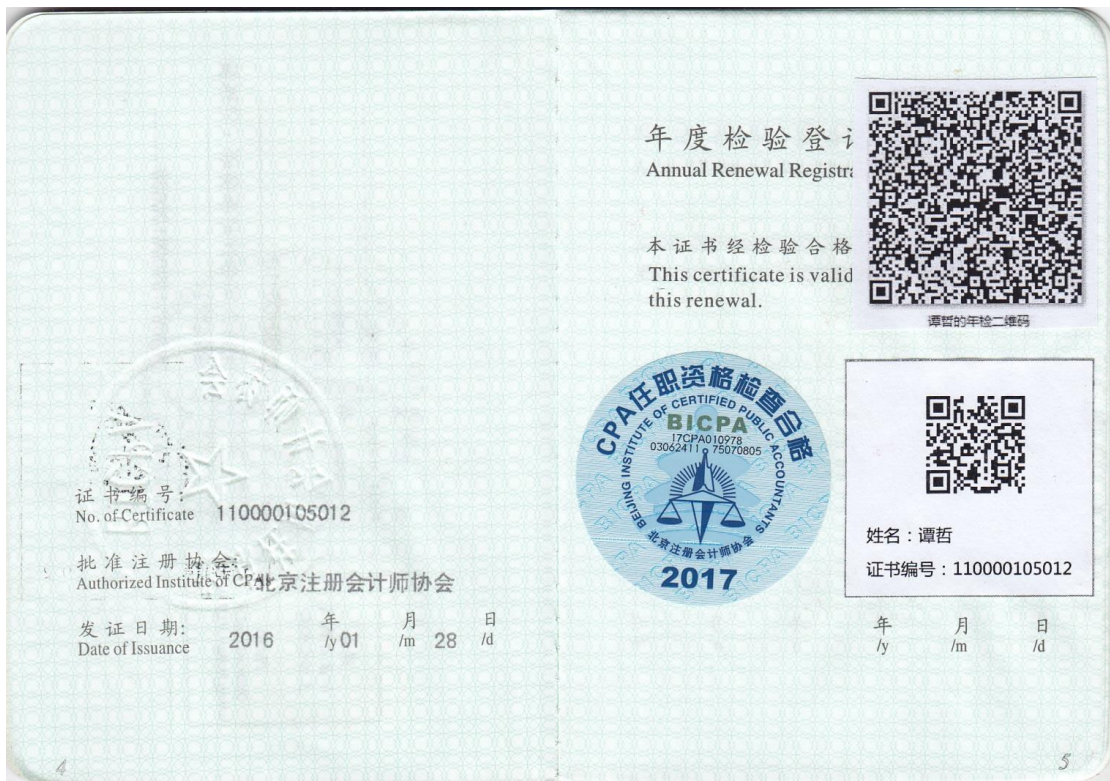 证书编号:
No. of Certificate 110000105012
批准注册协会:
Authorized Institute of CPAs 北京注册会计师协会
发证日期: 2016 年 01 月 28 日
Date of Issuance /y /m /d
4
年度检验登
Annual Renewal Registra
本证书经检验合格
This certificate is valid
this renewal.
谭哲的年检二维码
CPA任职资格检查合格
BEIJING INSTITUTE OF CERTIFIED PUBLIC ACCOUNTANTS
BICPA
17CPA010978
03062411 75070805
北京注册会计师协会
2017
姓名：谭哲
证书编号：110000105012
年 月 日
/y /m /d
5